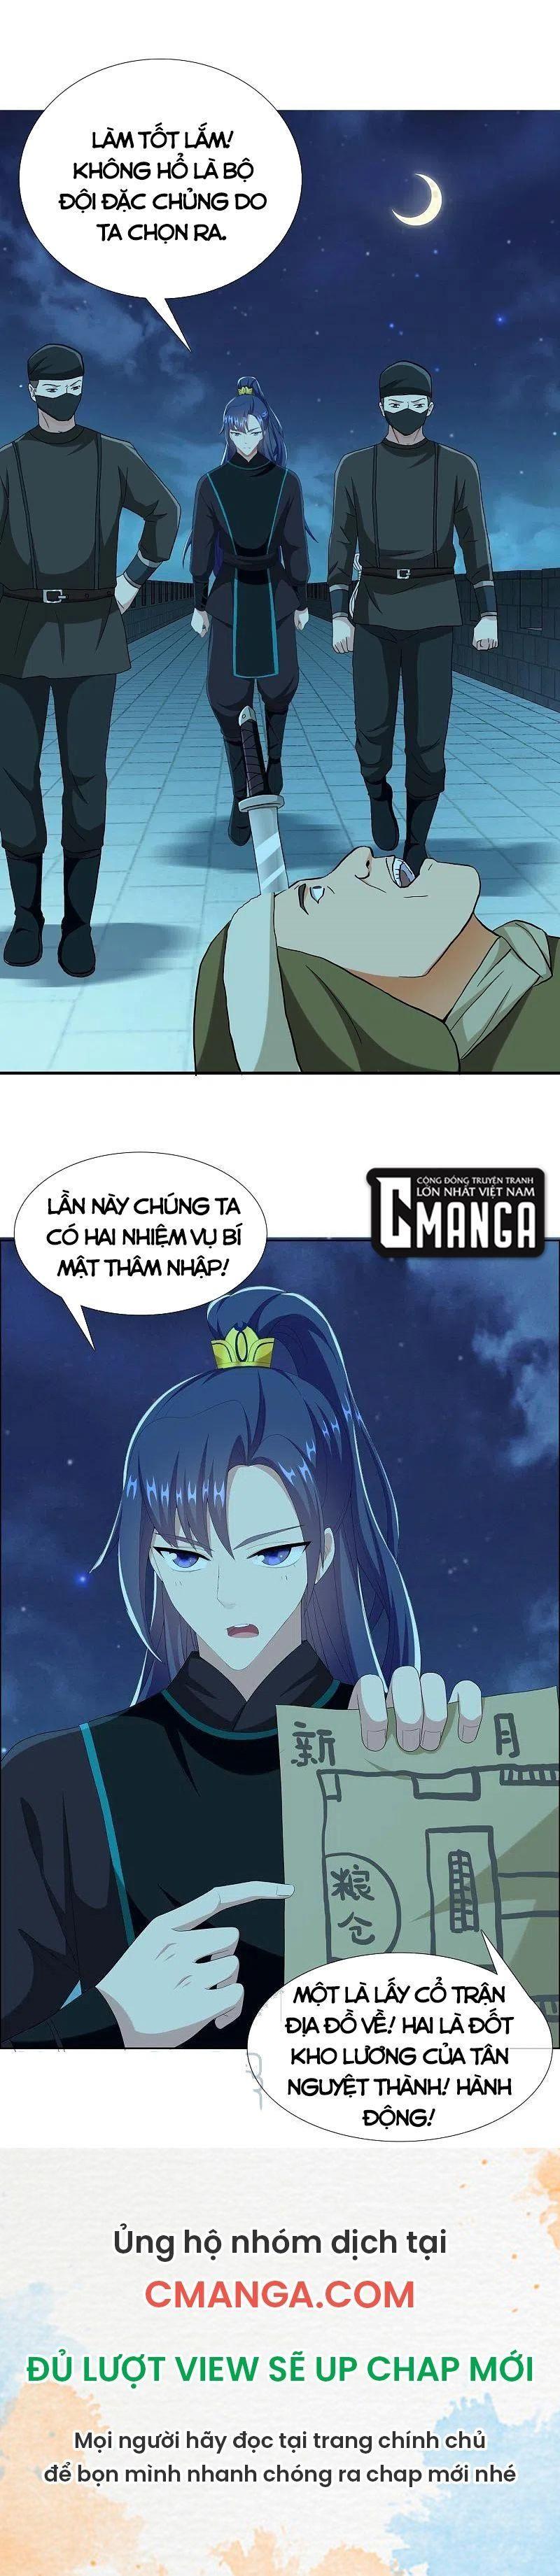 LÀM TỐT LẮM!
KHÔNG HỔ LÀ BỘ
ĐỘI ĐẶC CHỦNG DO
TA CHỌN RA.
LẦN NÀY CHÚNG TA
CÓ HAI NHIỆM VỤ BÍ
MẬT THÂM NHẬP!
CỘNG ĐỒNG TRUYỆN TRANH
LỚN NHẤT VIỆT NAM
CMANGA
新 月
粮
仓
MỘT LÀ LẤY CỔ TRẬN
ĐỊA ĐỒ VỀ! HAI LÀ ĐỐT
KHO LƯƠNG CỦA TÂN
NGUYỆT THÀNH! HÀNH
ĐỘNG!
Ủng hộ nhóm dịch tại
CMANGA.COM
ĐỦ LƯỢT VIEW SẼ UP CHAP MỚI
Mọi người hãy đọc tại trang chính chủ
để bọn mình nhanh chóng ra chap mới nhé